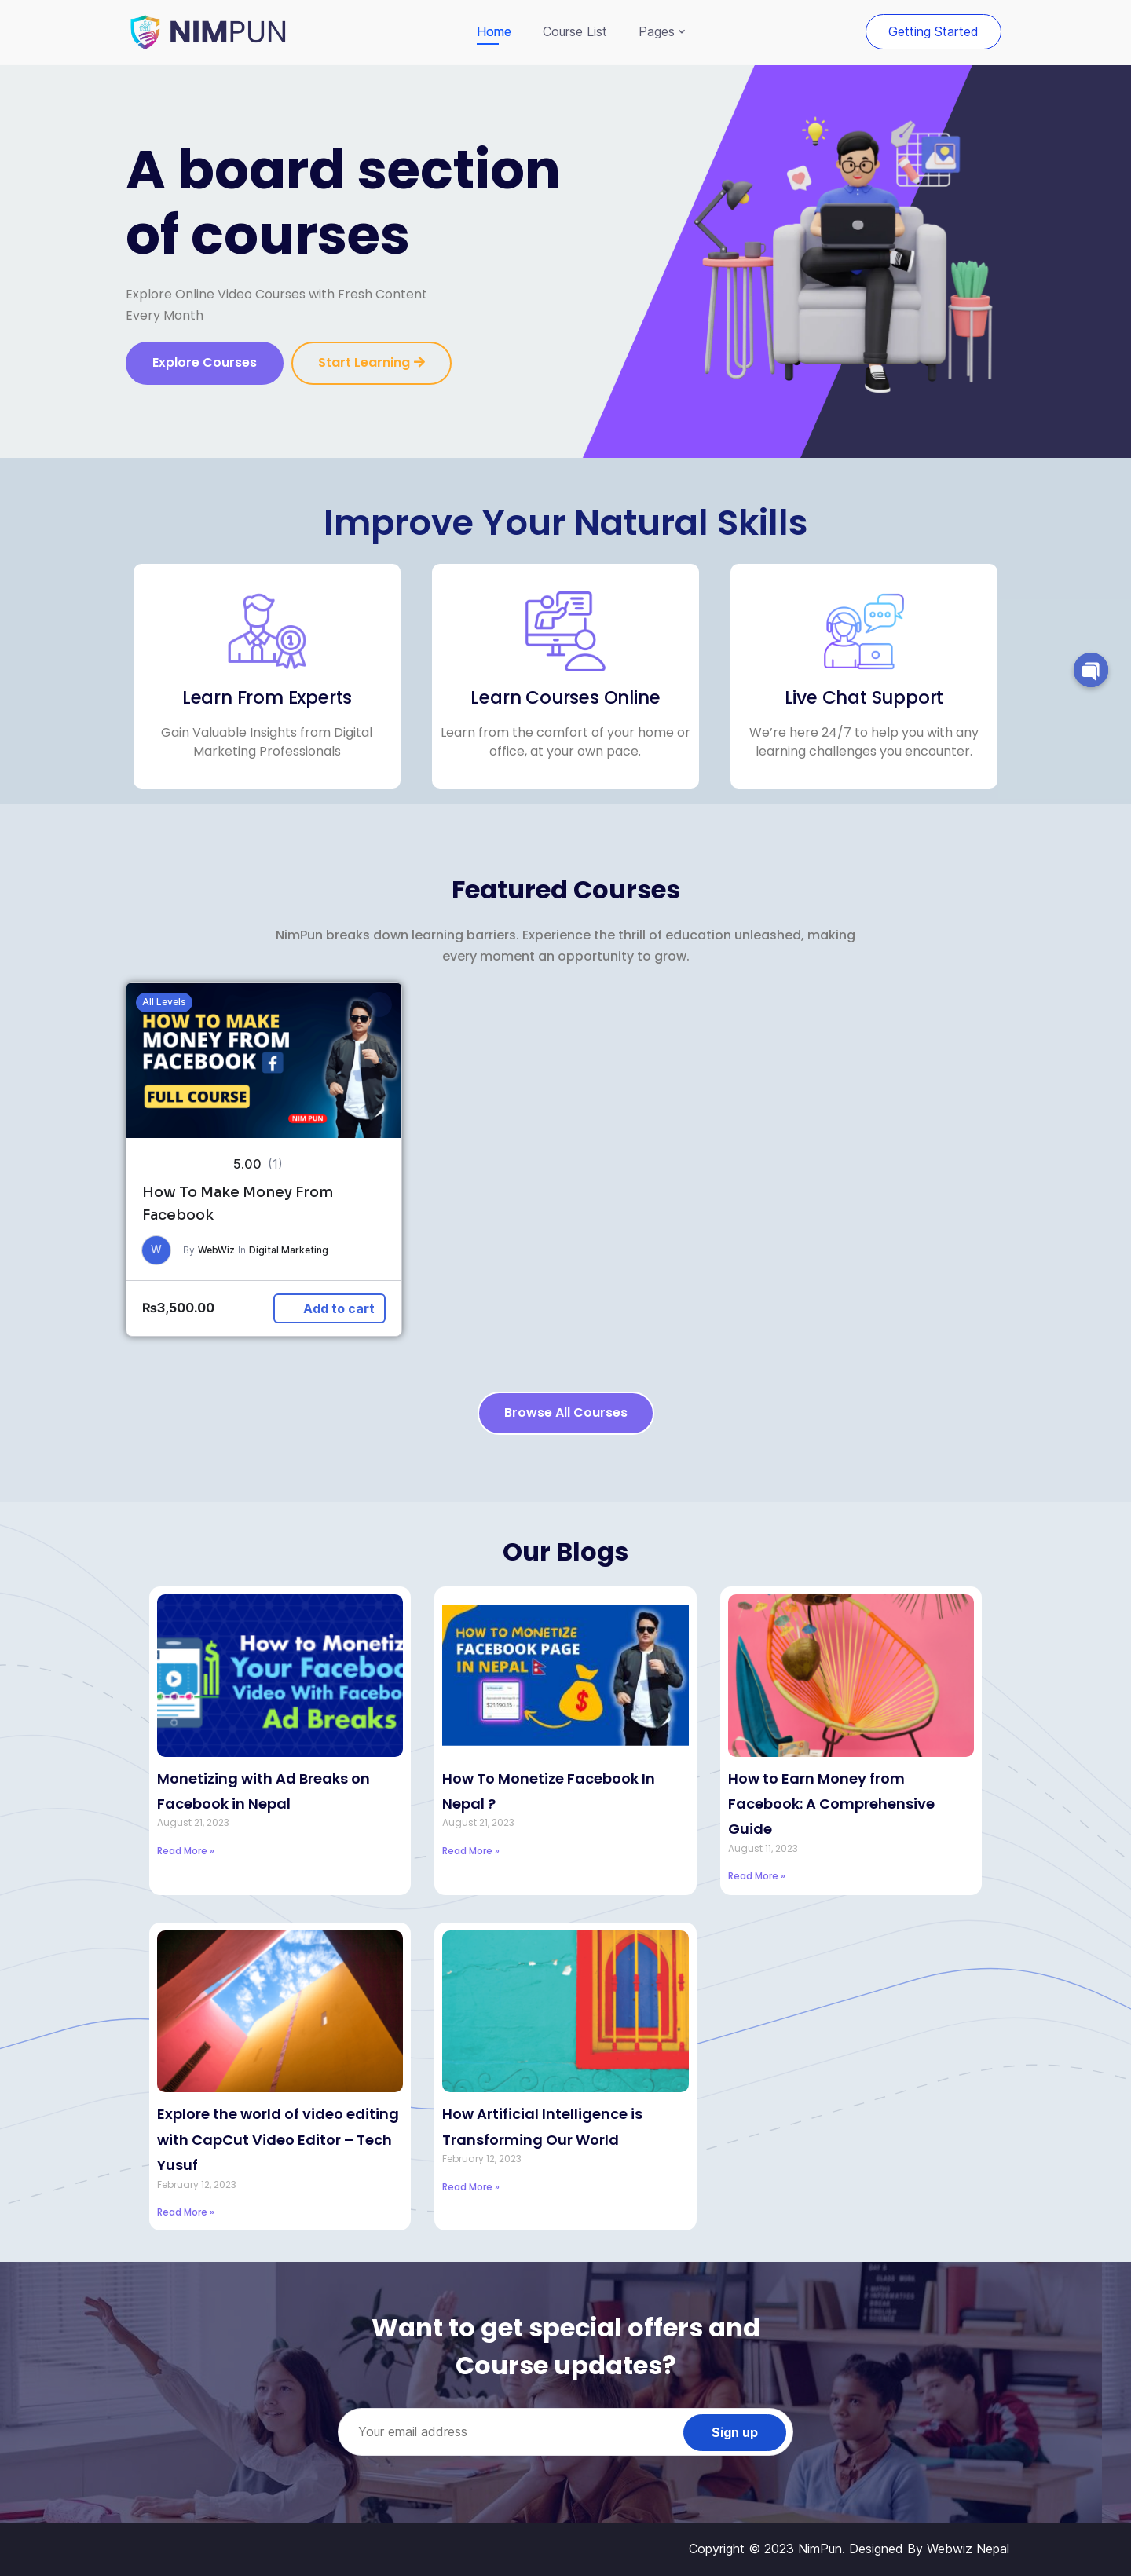 NIMPUN
Home
Course List
Pages
Getting Started
A board section
of courses
Explore Online Video Courses with Fresh Content
Every Month
Explore Courses
Start Learning
Improve Your Natural Skills
Learn From Experts
Gain Valuable Insights from Digital
Marketing Professionals
Learn Courses Online
Learn from the comfort of your home or
office, at your own pace.
Live Chat Support
We’re here 24/7 to help you with any
learning challenges you encounter.
Featured Courses
NimPun breaks down learning barriers. Experience the thrill of education unleashed, making
every moment an opportunity to grow.
All Levels
HOW TO MAKE
MONEY FROM
FACEBOOK
FULL COURSE
NIM PUN
5.00 (1)
How To Make Money From
Facebook
W
By WebWiz In Digital Marketing
₨3,500.00
Add to cart
Browse All Courses
Our Blogs
How to Monetiz
Your Faceboo
Video With Facebo
Ad Breaks
Monetizing with Ad Breaks on
Facebook in Nepal
August 21, 2023
Read More »
HOW TO MONETIZE
FACEBOOK PAGE
IN NEPAL
How To Monetize Facebook In
Nepal ?
August 21, 2023
Read More »
How to Earn Money from
Facebook: A Comprehensive
Guide
August 11, 2023
Read More »
Explore the world of video editing
with CapCut Video Editor – Tech
Yusuf
February 12, 2023
Read More »
How Artificial Intelligence is
Transforming Our World
February 12, 2023
Read More »
Want to get special offers and
Course updates?
Your email address
Sign up
Copyright © 2023 NimPun. Designed By Webwiz Nepal